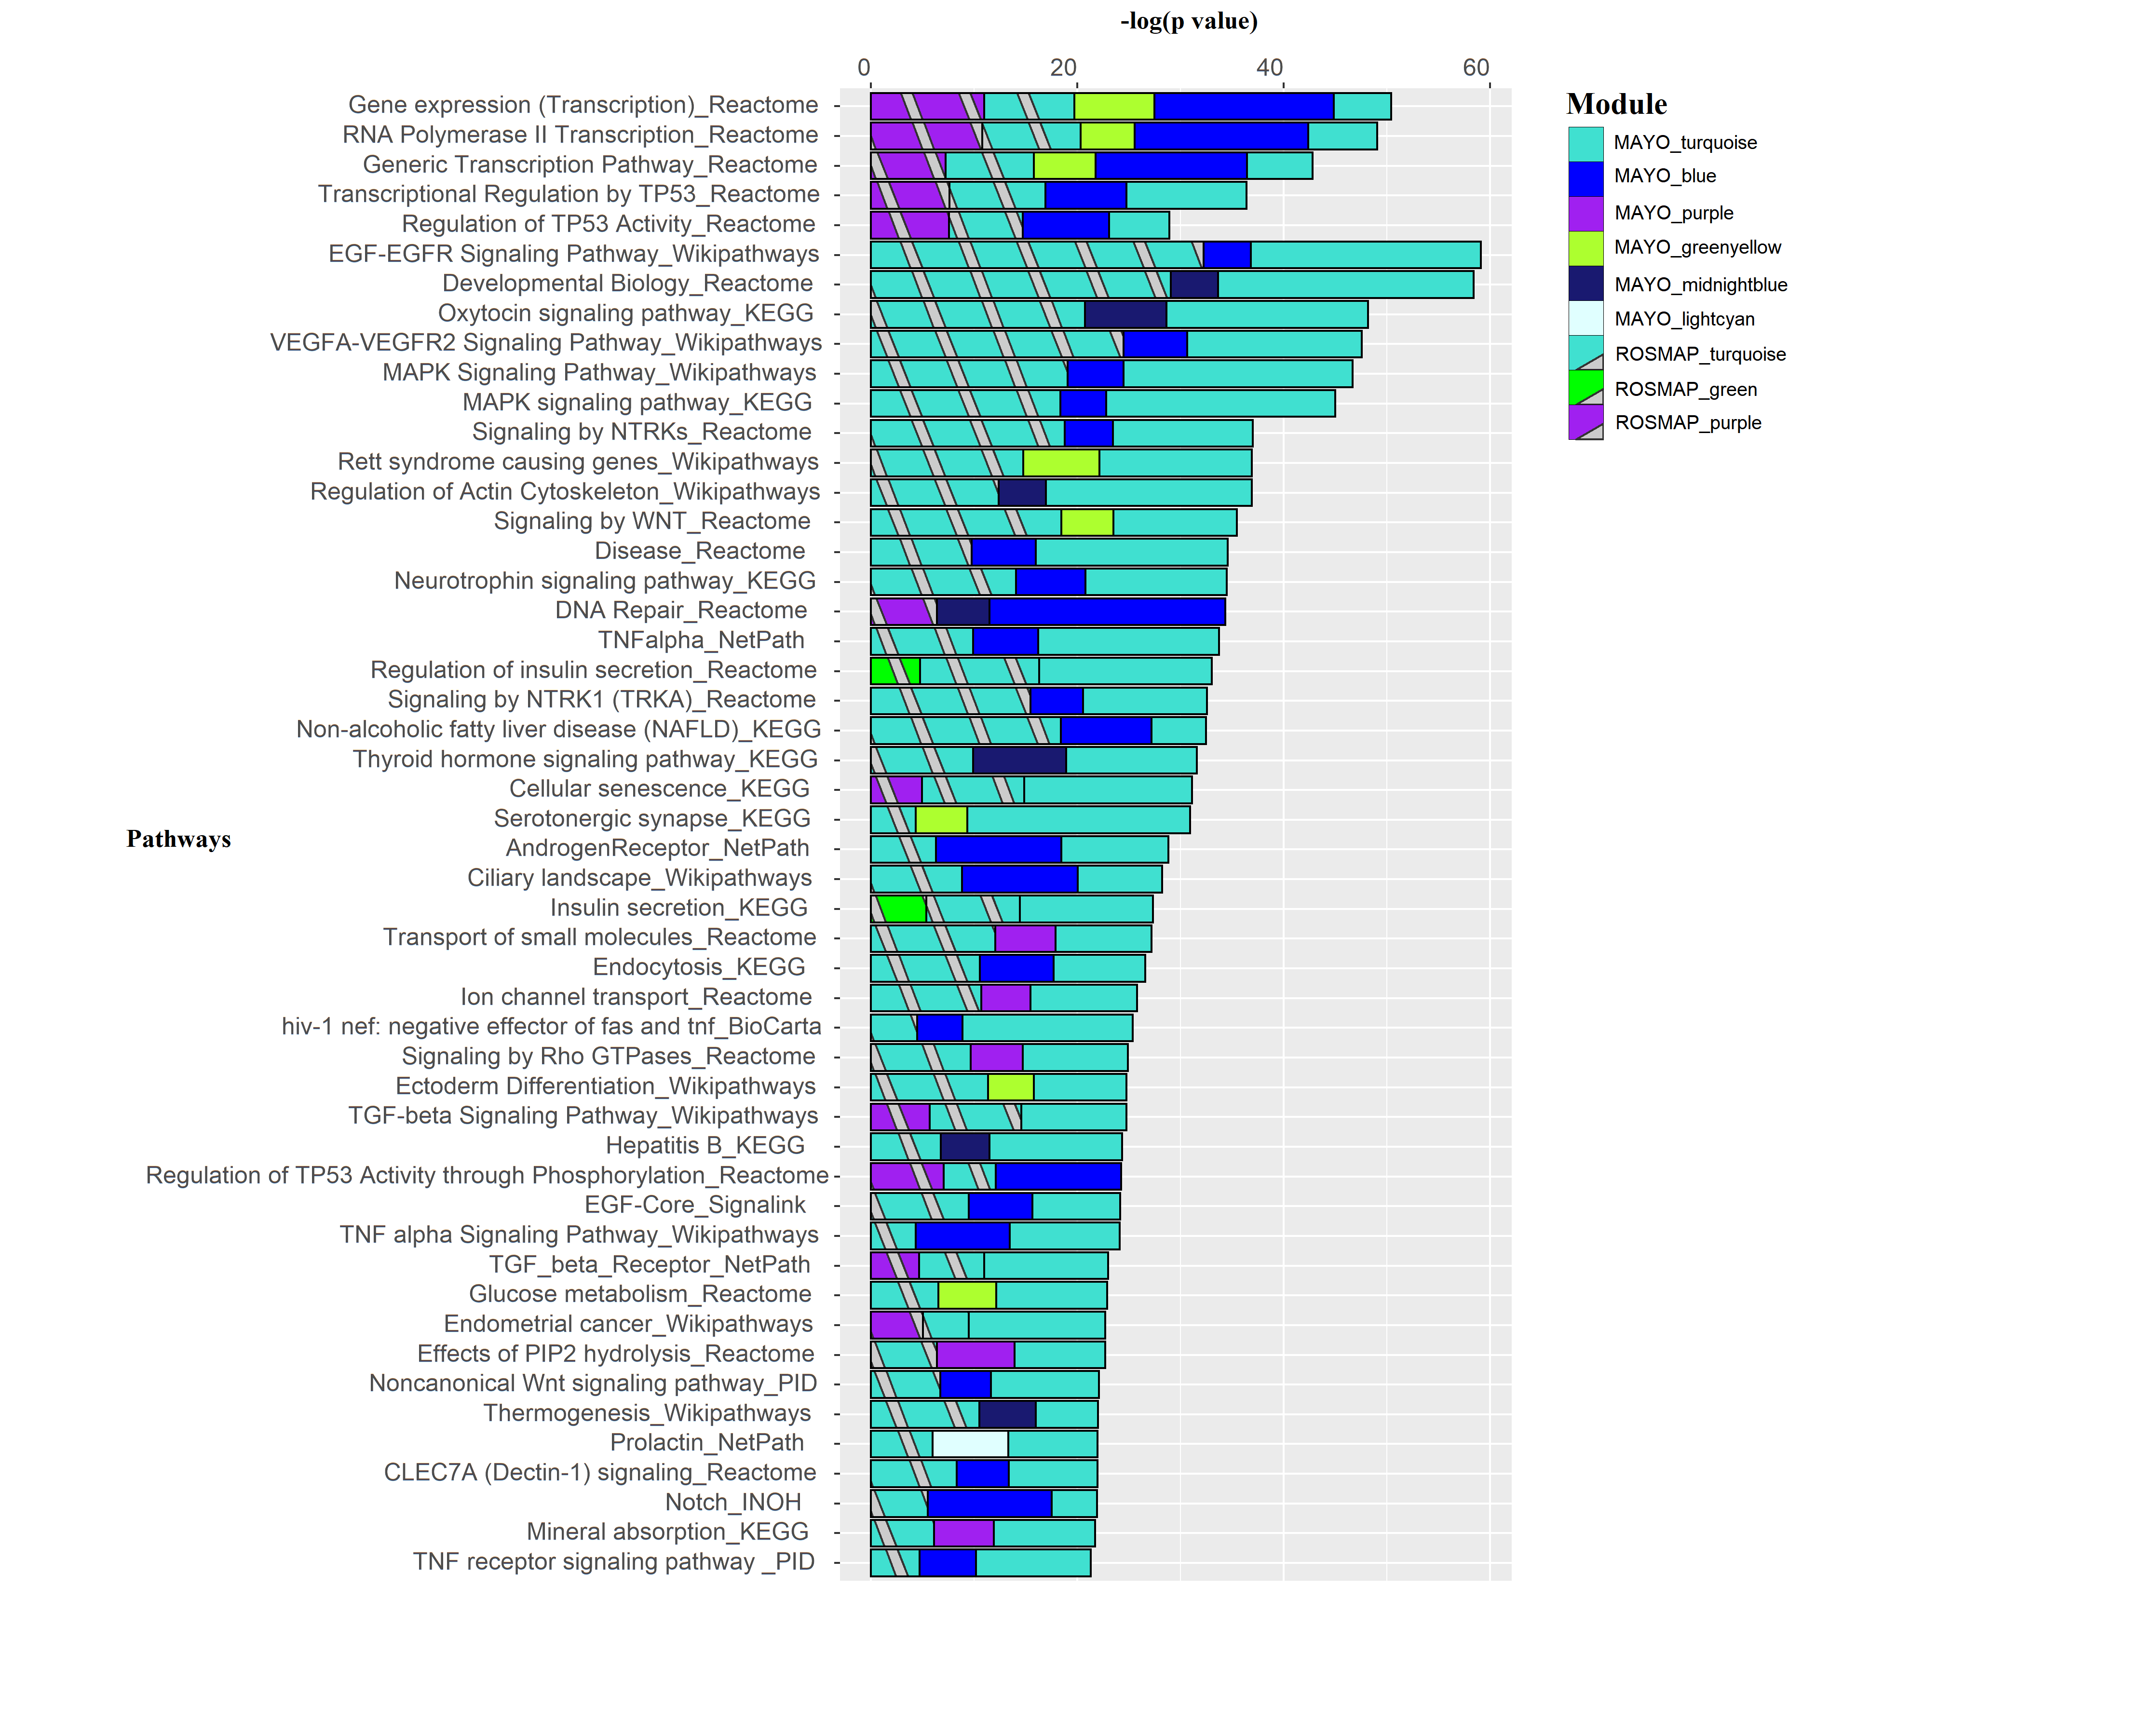 -log(p value)
0 20 40 60
Gene expression (Transcription)_Reactome
RNA Polymerase II Transcription_Reactome
Generic Transcription Pathway_Reactome
Transcriptional Regulation by TP53_Reactome
Regulation of TP53 Activity_Reactome
EGF-EGFR Signaling Pathway_Wikipathways
Developmental Biology_Reactome
Oxytocin signaling pathway_KEGG
VEGFA-VEGFR2 Signaling Pathway_Wikipathways
MAPK Signaling Pathway_Wikipathways
MAPK signaling pathway_KEGG
Signaling by NTRKs_Reactome
Rett syndrome causing genes_Wikipathways
Regulation of Actin Cytoskeleton_Wikipathways
Signaling by WNT_Reactome
Disease_Reactome
Neurotrophin signaling pathway_KEGG
DNA Repair_Reactome
TNFalpha_NetPath
Regulation of insulin secretion_Reactome
Signaling by NTRK1 (TRKA)_Reactome
Non-alcoholic fatty liver disease (NAFLD)_KEGG
Thyroid hormone signaling pathway_KEGG
Cellular senescence_KEGG
Serotonergic synapse_KEGG
AndrogenReceptor_NetPath
Ciliary landscape_Wikipathways
Insulin secretion_KEGG
Transport of small molecules_Reactome
Endocytosis_KEGG
Ion channel transport_Reactome
hiv-1 nef: negative effector of fas and tnf_BioCarta
Signaling by Rho GTPases_Reactome
Ectoderm Differentiation_Wikipathways
TGF-beta Signaling Pathway_Wikipathways
Hepatitis B_KEGG
Regulation of TP53 Activity through Phosphorylation_Reactome
EGF-Core_Signalink
TNF alpha Signaling Pathway_Wikipathways
TGF_beta_Receptor_NetPath
Glucose metabolism_Reactome
Endometrial cancer_Wikipathways
Effects of PIP2 hydrolysis_Reactome
Noncanonical Wnt signaling pathway_PID
Thermogenesis_Wikipathways
Prolactin_NetPath
CLEC7A (Dectin-1) signaling_Reactome
Notch_INOH
Mineral absorption_KEGG
TNF receptor signaling pathway _PID
Pathways
Module
MAYO_turquoise
MAYO_blue
MAYO_purple
MAYO_greenyellow
MAYO_midnightblue
MAYO_lightcyan
ROSMAP_turquoise
ROSMAP_green
ROSMAP_purple